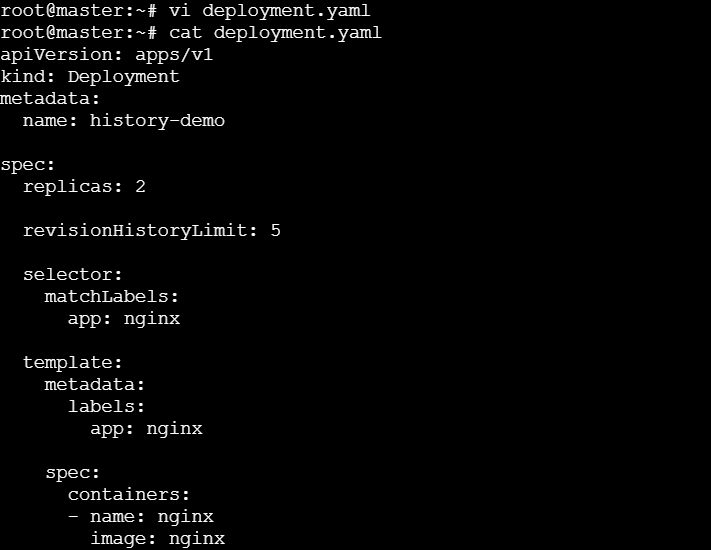 root@master:~# vi deployment.yaml
root@master:~# cat deployment.yaml
apiVersion: apps/v1
kind: Deployment
metadata:
  name: history-demo

spec:
  replicas: 2

  revisionHistoryLimit: 5

  selector:
    matchLabels:
      app: nginx

  template:
    metadata:
      labels:
        app: nginx

    spec:
      containers:
      - name: nginx
        image: nginx